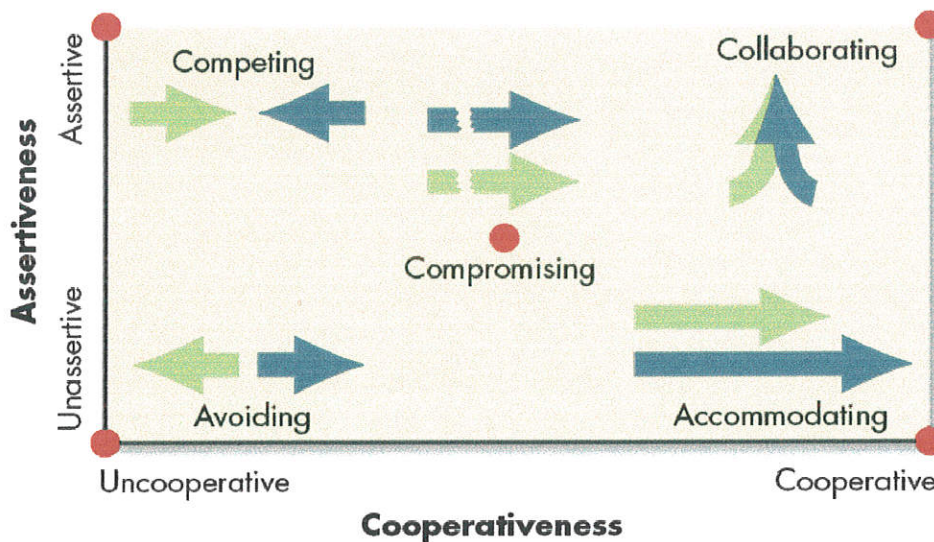 Assertiveness
Assertive
Unassertive
Competing
Collaborating
Compromising
Avoiding
Accommodating
Uncooperative
Cooperative
Cooperativeness